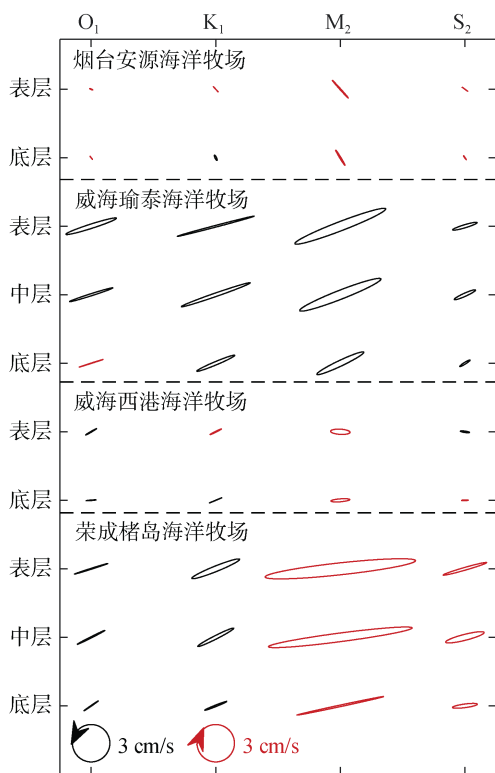 O₁ K₁ M₂ S₂
烟台安源海洋牧场
表层
底层
威海瑜泰海洋牧场
表层
中层
底层
威海西港海洋牧场
表层
底层
荣成楮岛海洋牧场
表层
中层
底层
3 cm/s 3 cm/s